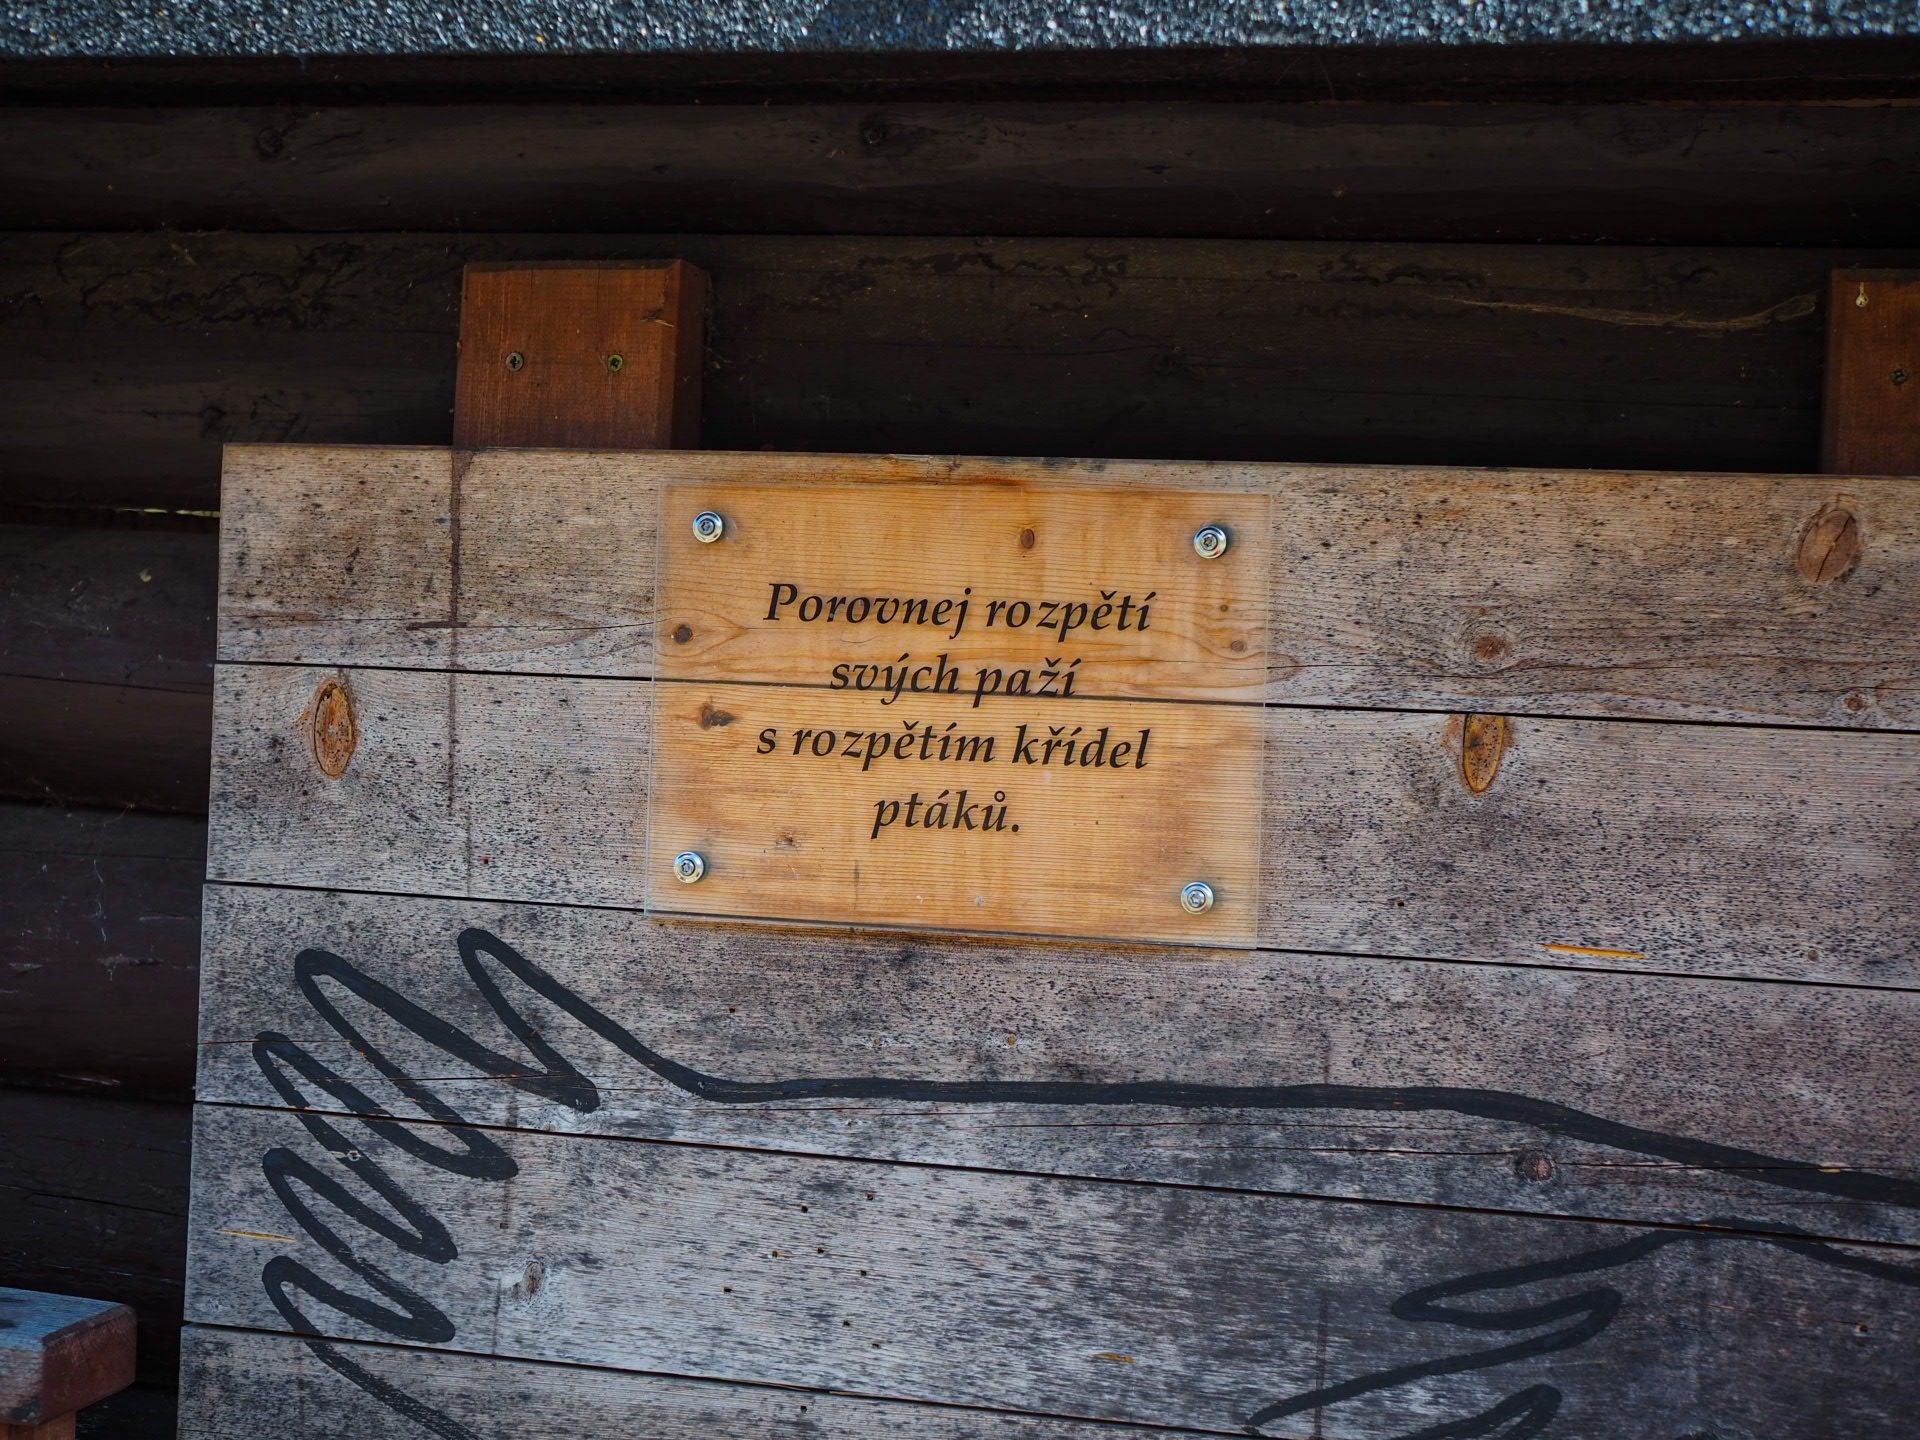 Porovnej rozpětí
svých paží
s rozpětím křídel
ptáků.